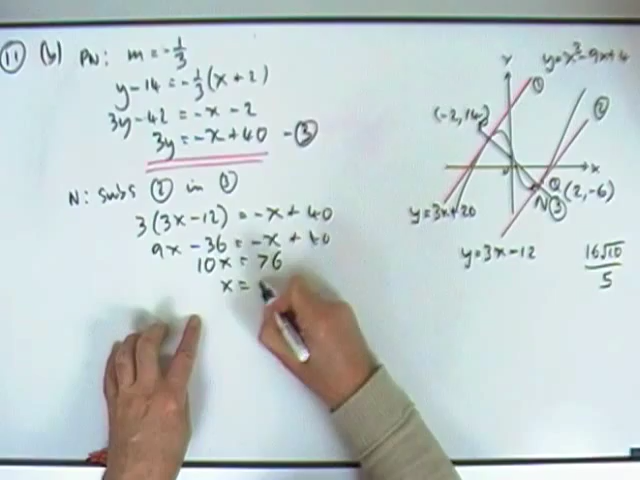 ⑪ (b) PN: m = -1/3
y-14 = -1/3(x+2)
3y-42 = -x-2
3y = -x+40 -③
N: subs ② in ③
3(3x-12) = -x+40
9x-36 = -x+40
10x = 76
x =
y
y=x³-9x+4
①
②
(-2,14)
x
Q(2,-6)
N ③
y=3x+20
y=3x-12
16√10/5